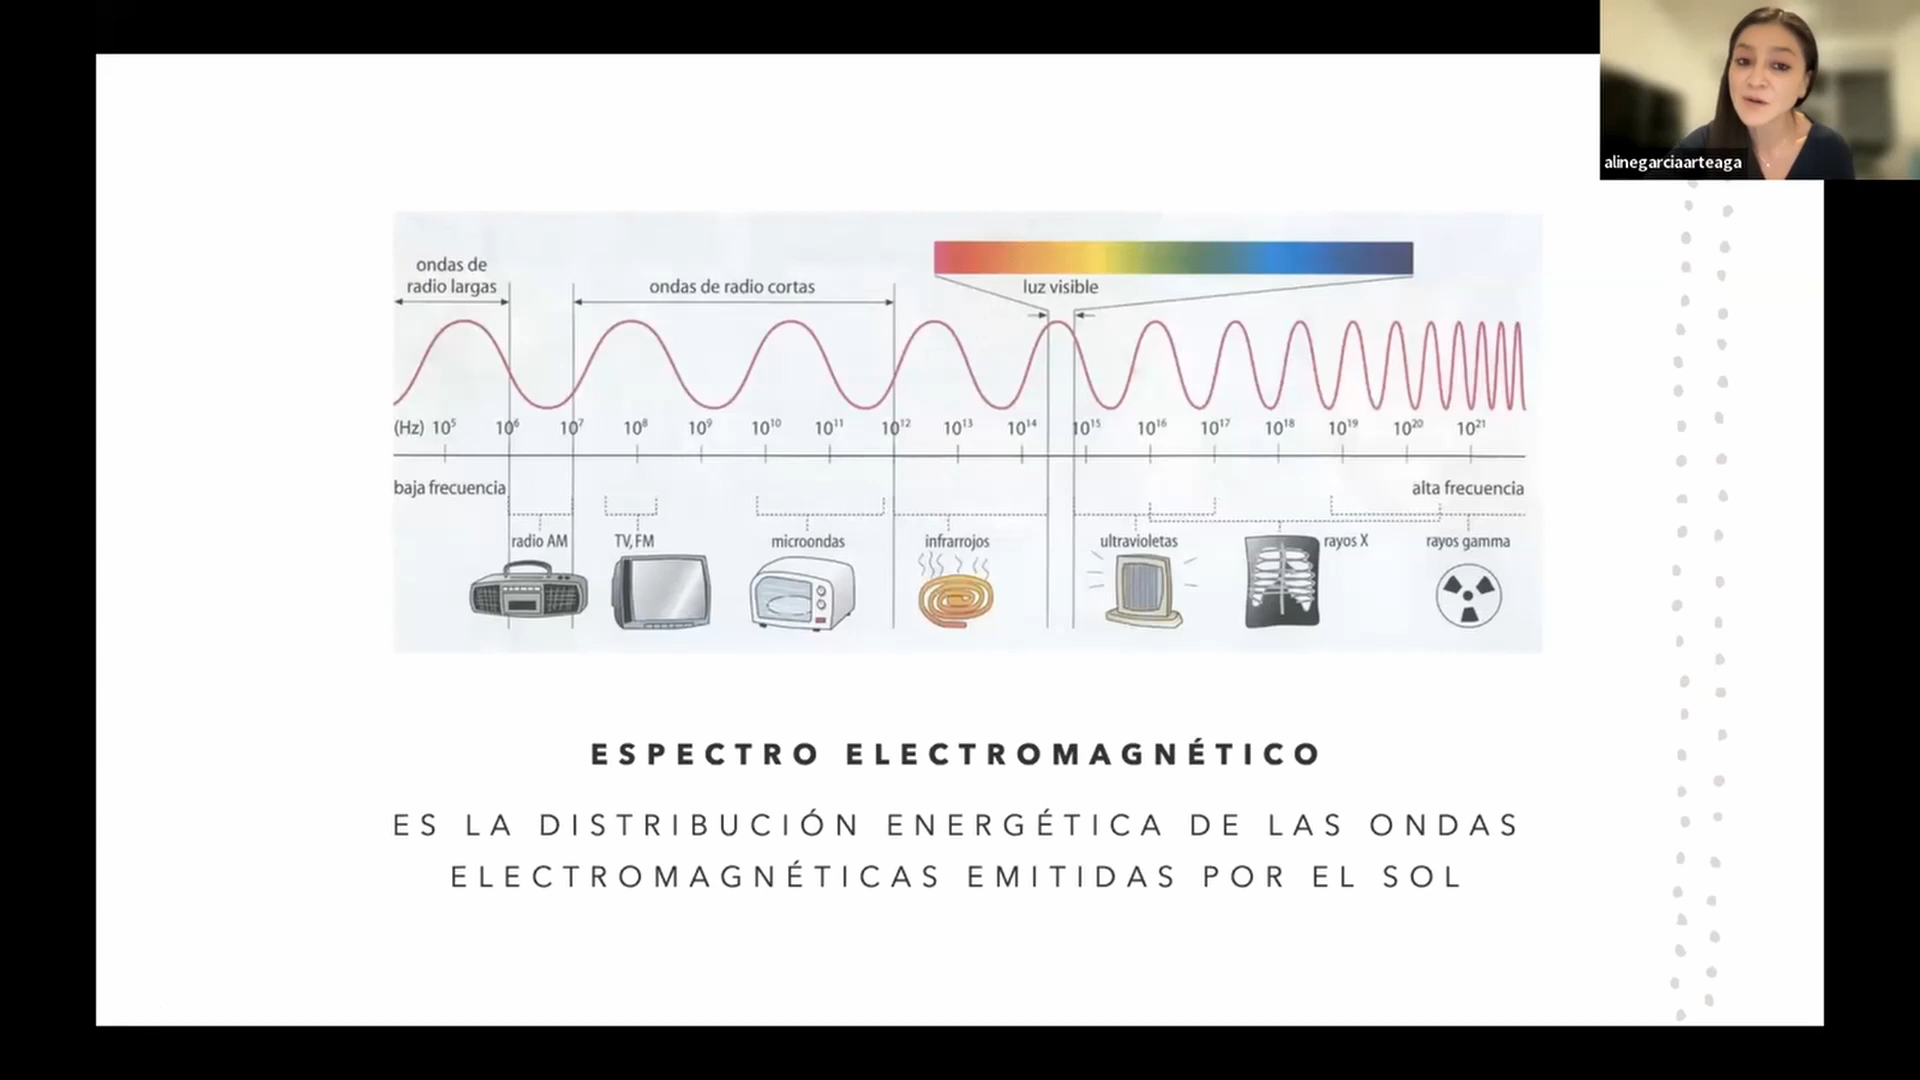 alinegarciaarteaga
ondas de
radio largas
ondas de radio cortas
luz visible
(Hz) 10⁵ 10⁶ 10⁷ 10⁸ 10⁹ 10¹⁰ 10¹¹ 10¹² 10¹³ 10¹⁴ 10¹⁵ 10¹⁶ 10¹⁷ 10¹⁸ 10¹⁹ 10²⁰ 10²¹
baja frecuencia
alta frecuencia
radio AM
TV, FM
microondas
infrarrojos
ultravioletas
rayos X
rayos gamma
ESPECTRO ELECTROMAGNÉTICO
ES LA DISTRIBUCIÓN ENERGÉTICA DE LAS ONDAS
ELECTROMAGNÉTICAS EMITIDAS POR EL SOL